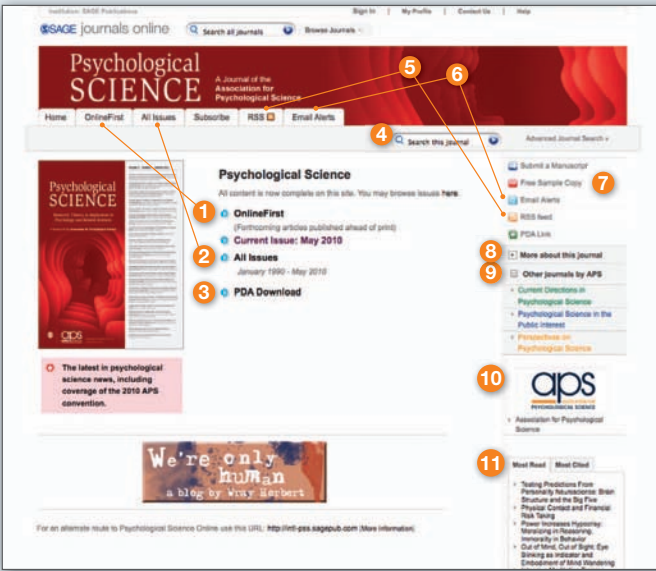 Institution: SAGE Publications
Sign In | My Profile | Contact Us | Help
SAGE journals online
Search all journals
Browse Journals
Psychological
SCIENCE
A Journal of the
Association for
Psychological Science
5
6
Home
OnlineFirst
All Issues
Subscribe
RSS
Email Alerts
4
Search this journal
Advanced Journal Search »
Psychological
SCIENCE
aps
Psychological Science
All content is now complete on this site. You may browse issues here.
1
OnlineFirst
(Forthcoming articles published ahead of print)
Current Issue: May 2010
2
All Issues
January 1990 - May 2010
3
PDA Download
The latest in psychological
science news, including
coverage of the 2010 APS
convention.
Submit a Manuscript
Free Sample Copy
7
Email Alerts
RSS feed
PDA Link
8
More about this journal
9
Other journals by APS
Current Directions in
Psychological Science
Psychological Science in the
Public Interest
Perspectives on
Psychological Science
10
aps
PSYCHOLOGICAL SCIENCE
Association for Psychological
Science
We're only
human
a blog by Wray Herbert
11
Most Read
Most Cited
Testing Predictions From
Personality Neuroscience: Brain
Structure and the Big Five
Physical Contact and Financial
Risk Taking
Power Increases Hypocrisy:
Moralizing in Reasoning,
Immorality in Behavior
Out of Mind, Out of Sight: Eye
Blinking as Indicator and
Embodiment of Mind Wandering
For an alternate route to Psychological Science Online use this URL: http://intl-pss.sagepub.com (More Information)